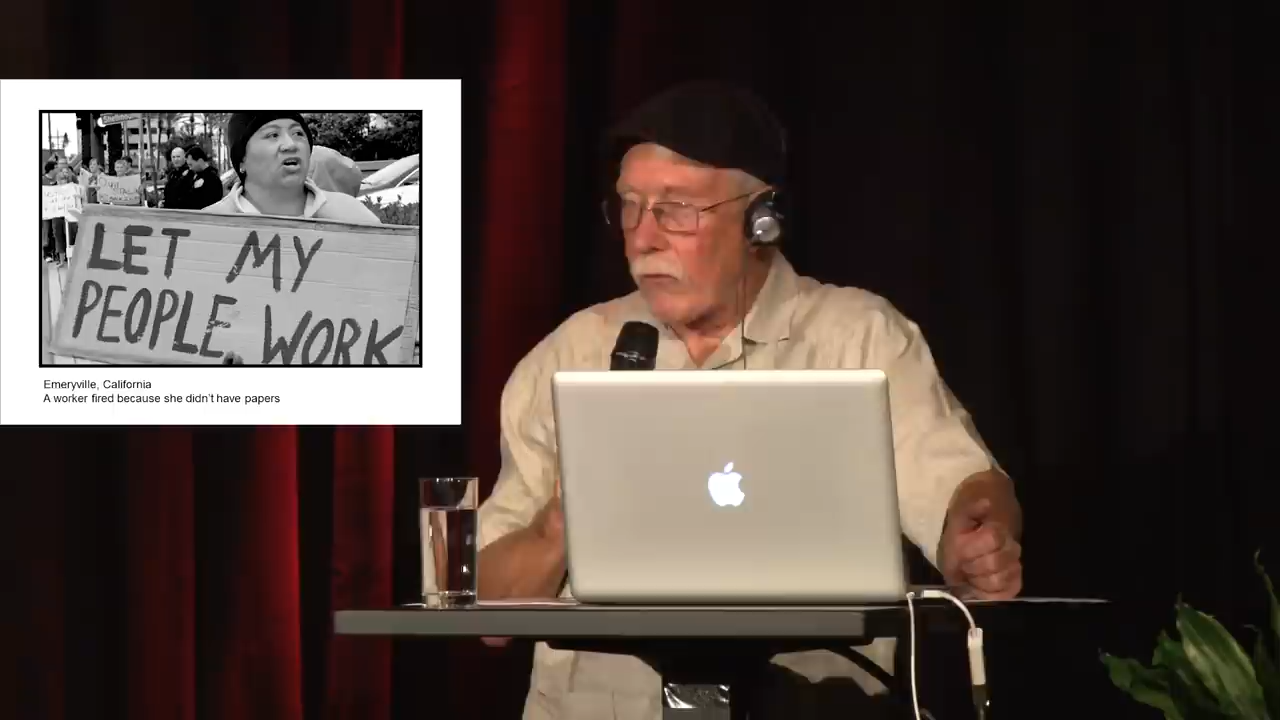 LET MY
PEOPLE WORK
Emeryville, California
A worker fired because she didn't have papers